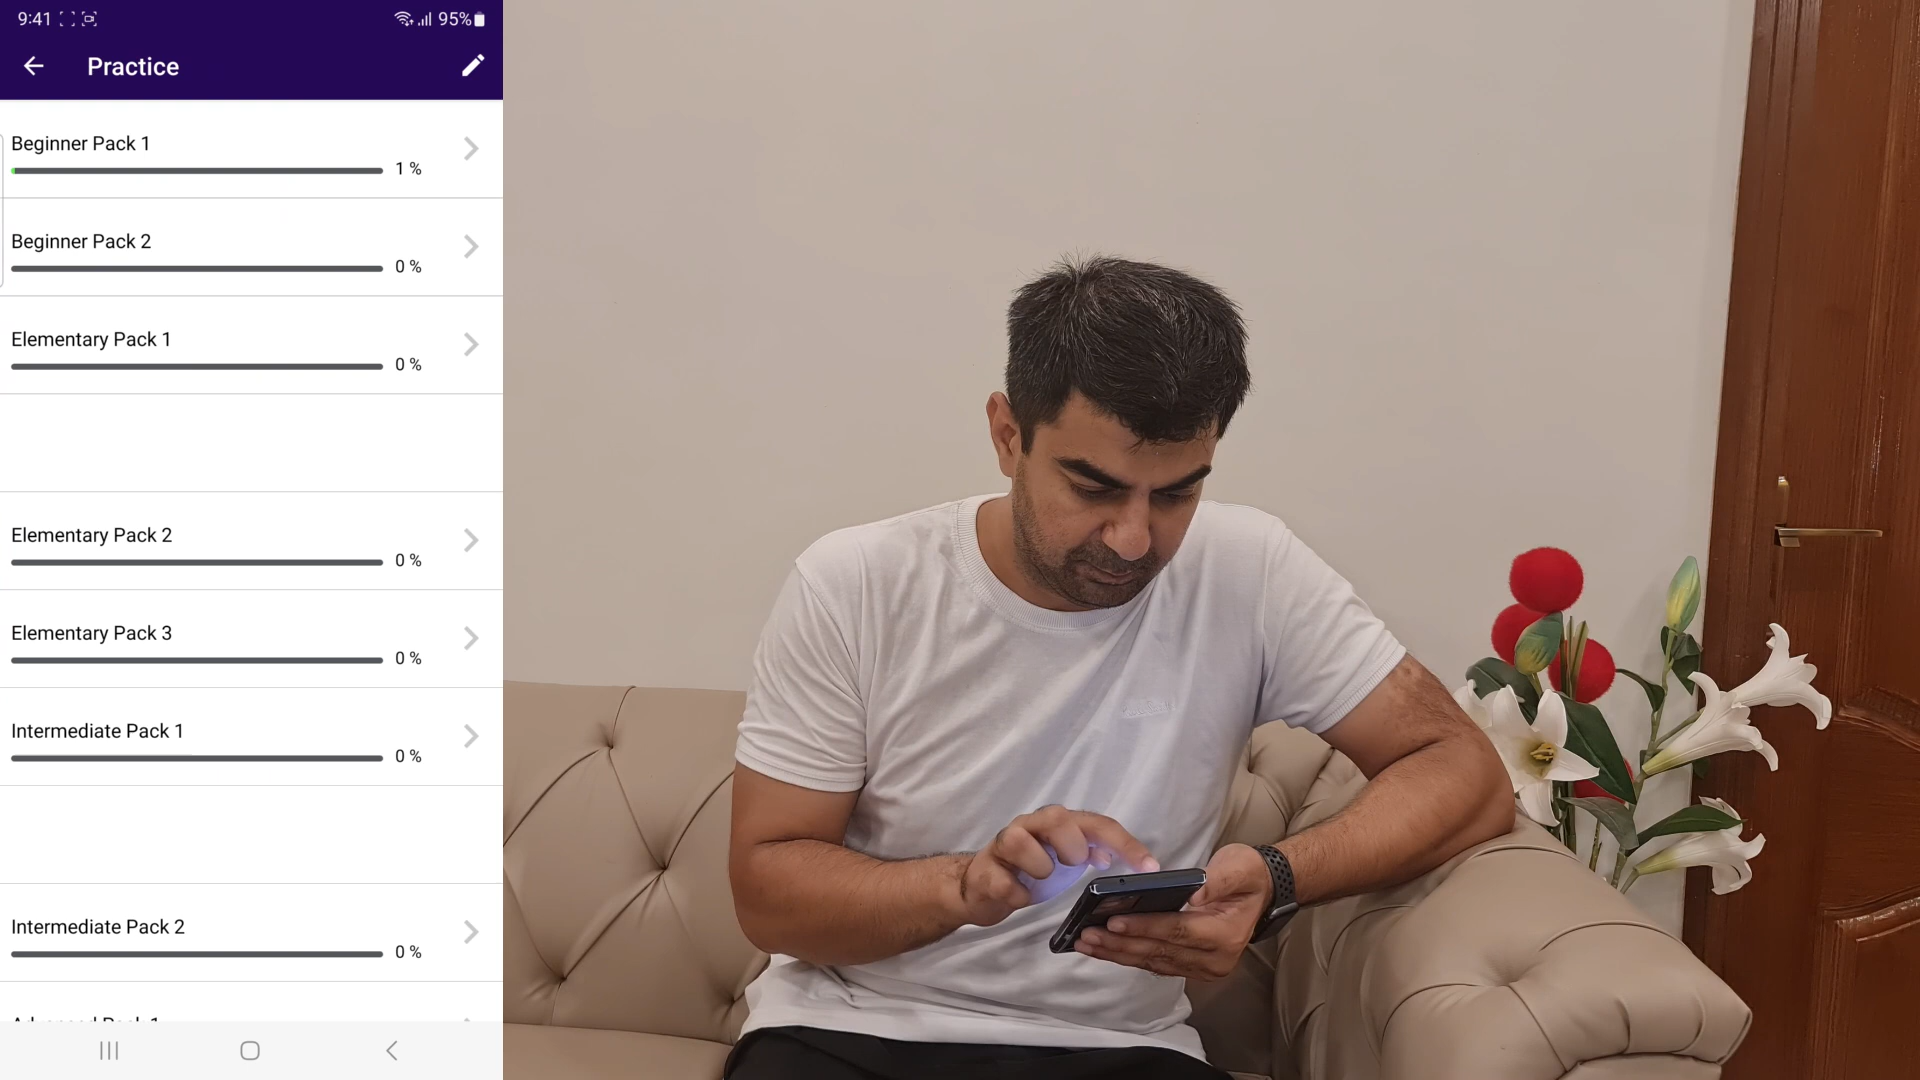 9:41 95%
Practice
Beginner Pack 1
1 %
Beginner Pack 2
0 %
Elementary Pack 1
0 %
Elementary Pack 2
0 %
Elementary Pack 3
0 %
Intermediate Pack 1
0 %
Intermediate Pack 2
0 %